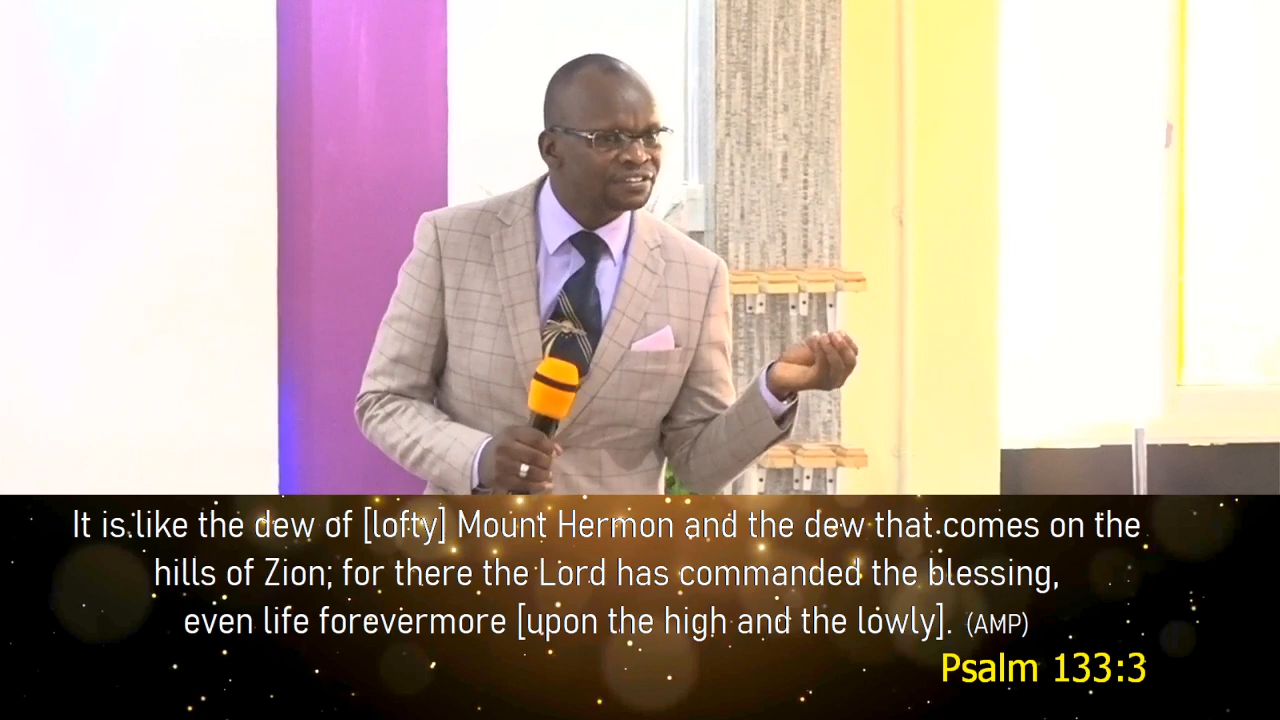 It is like the dew of [lofty] Mount Hermon and the dew that comes on the
hills of Zion; for there the Lord has commanded the blessing,
even life forevermore [upon the high and the lowly]. (AMP)
Psalm 133:3